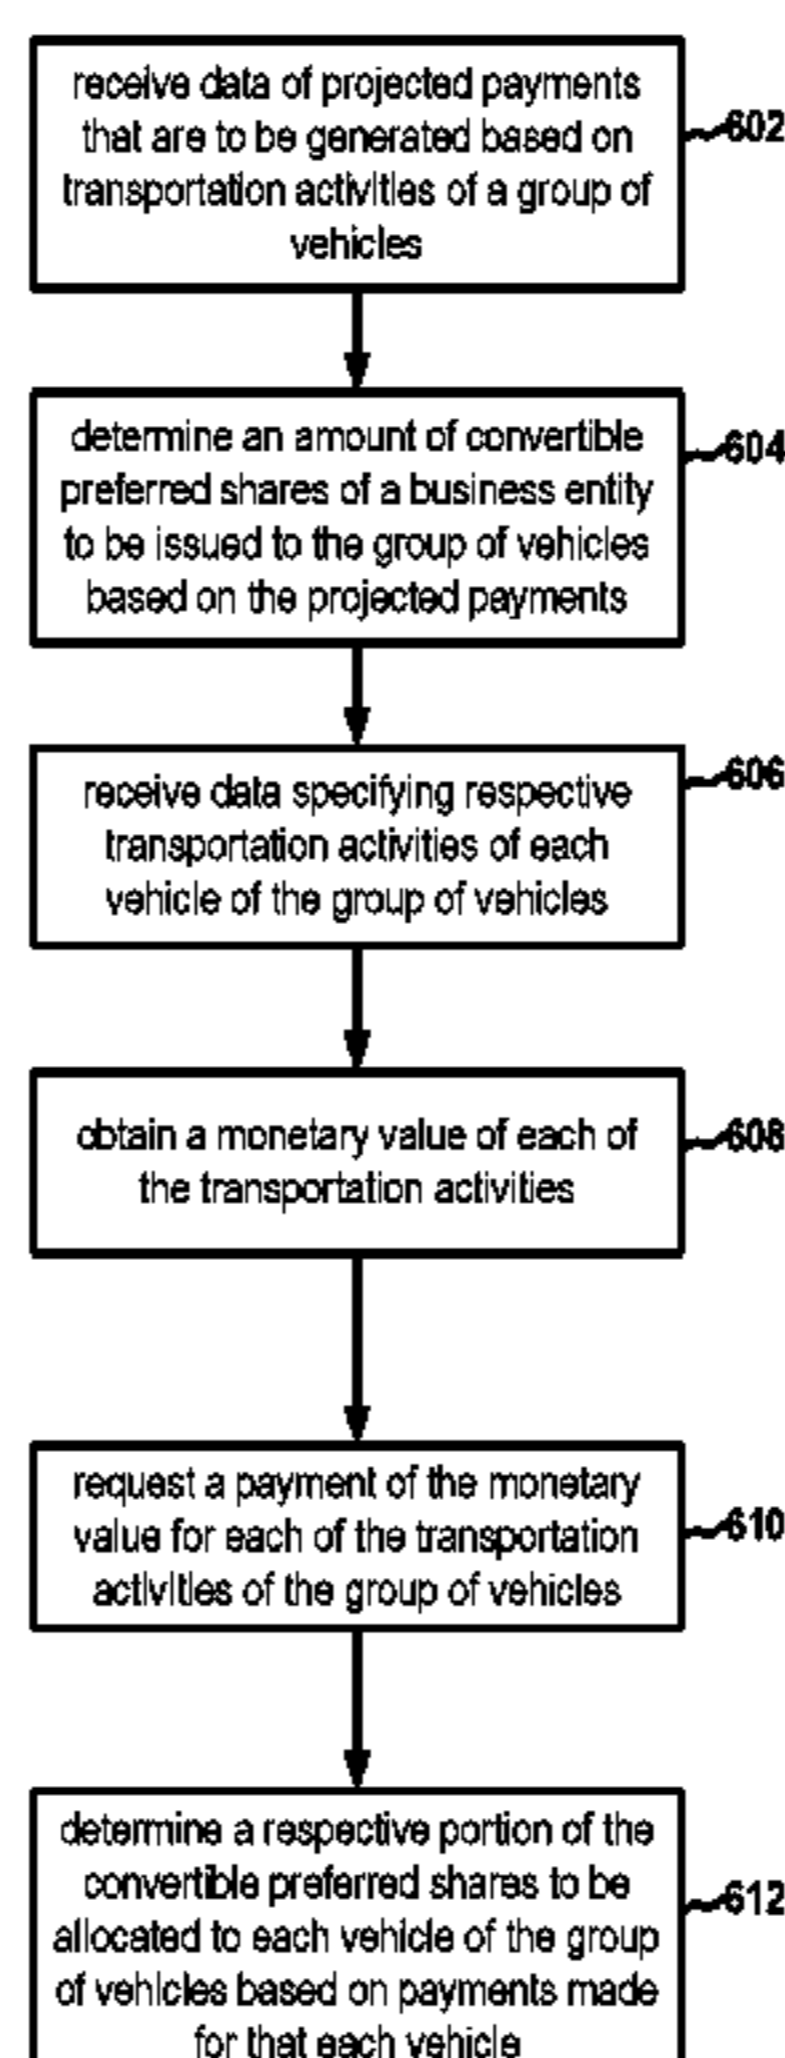 receive data of projected payments
that are to be generated based on
transportation activities of a group of
vehicles
602
determine an amount of convertible
preferred shares of a business entity
to be issued to the group of vehicles
based on the projected payments
604
receive data specifying respective
transportation activities of each
vehicle of the group of vehicles
606
obtain a monetary value of each of
the transportation activities
608
request a payment of the monetary
value for each of the transportation
activities of the group of vehicles
610
determine a respective portion of the
convertible preferred shares to be
allocated to each vehicle of the group
of vehicles based on payments made
for that each vehicle
612